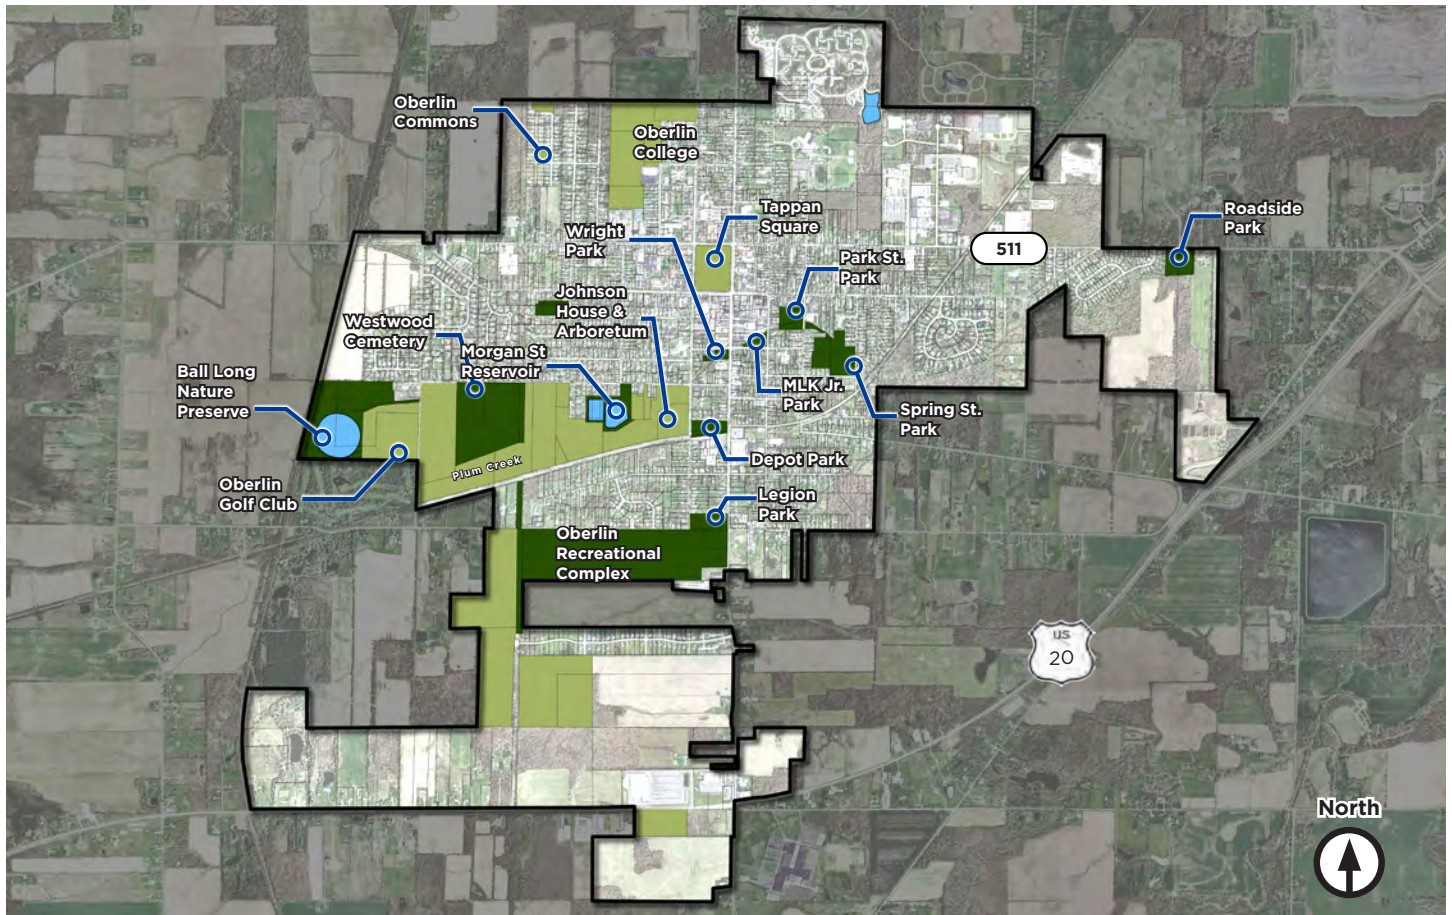 Oberlin
Commons
Oberlin
College
Tappan
Square
Roadside
Park
Wright
Park
511
Park St.
Park
Johnson
House &
Arboretum
Westwood
Cemetery
Morgan St
Reservoir
Ball Long
Nature
Preserve
MLK Jr.
Park
Spring St.
Park
Plum Creek
Depot Park
Oberlin
Golf Club
Legion
Park
Oberlin
Recreational
Complex
US
20
North